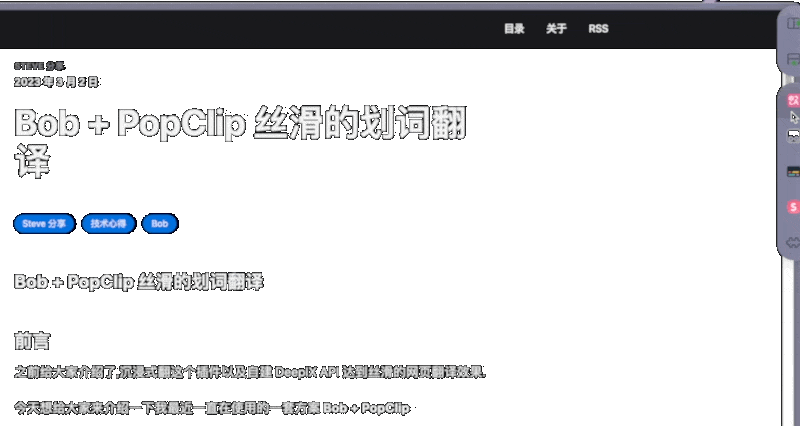 目录 关于 RSS
STEVE 分享
2023 年 3 月 2 日
Bob + PopClip 丝滑的划词翻
译
Steve 分享 技术心得 Bob
Bob + PopClip 丝滑的划词翻译
前言
之前给大家介绍了,沉浸式翻这个插件以及自建 DeeplX API 达到丝滑的网页翻译效果.
今天想给大家来介绍一下我最近一直在使用的一套方案 Bob + PopClip